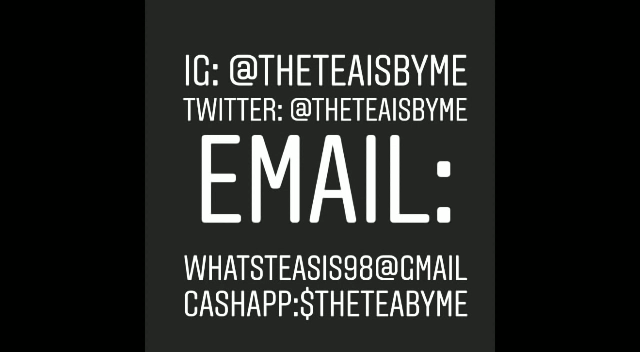 IG: @THETEAISBYME
TWITTER: @THETEAISBYME
EMAIL:
WHATSTEASIS98@GMAIL
CASHAPP:$THETEABYME